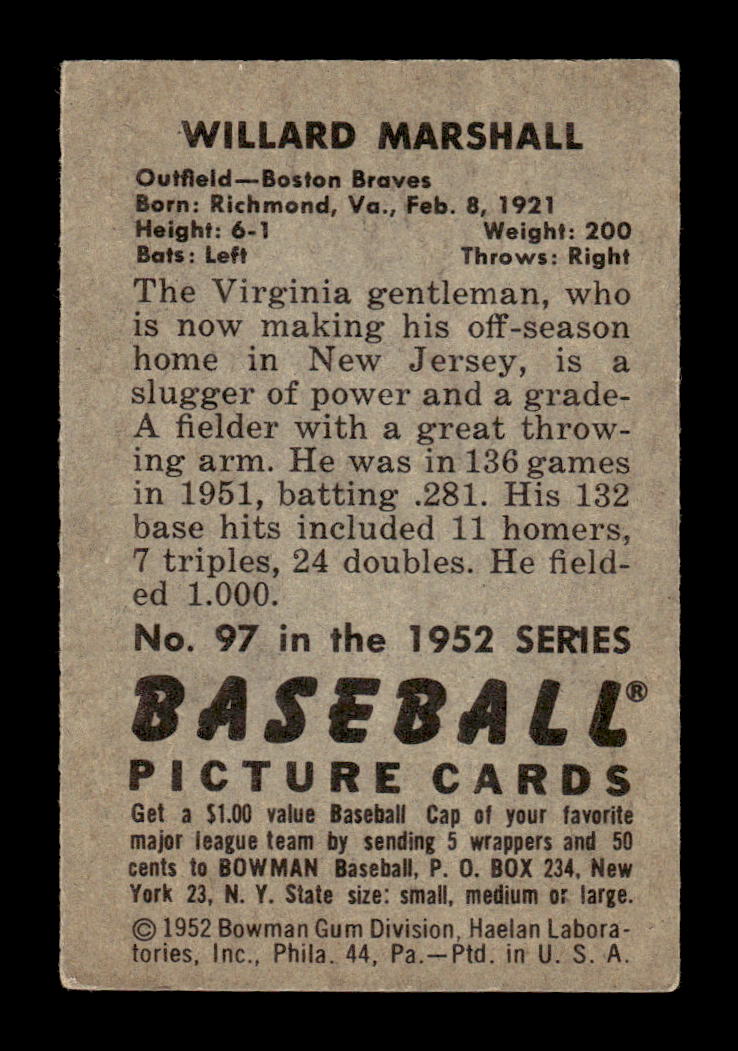 WILLARD MARSHALL
Outfield—Boston Braves
Born: Richmond, Va., Feb. 8, 1921
Height: 6-1 Weight: 200
Bats: Left Throws: Right
The Virginia gentleman, who
is now making his off-season
home in New Jersey, is a
slugger of power and a grade-
A fielder with a great throw-
ing arm. He was in 136 games
in 1951, batting .281. His 132
base hits included 11 homers,
7 triples, 24 doubles. He field-
ed 1.000.
No. 97 in the 1952 SERIES
BASEBALL®
PICTURE CARDS
Get a $1.00 value Baseball Cap of your favorite
major league team by sending 5 wrappers and 50
cents to BOWMAN Baseball, P. O. BOX 234, New
York 23, N. Y. State size: small, medium or large.
© 1952 Bowman Gum Division, Haelan Labora-
tories, Inc., Phila. 44, Pa.—Ptd. in U. S. A.